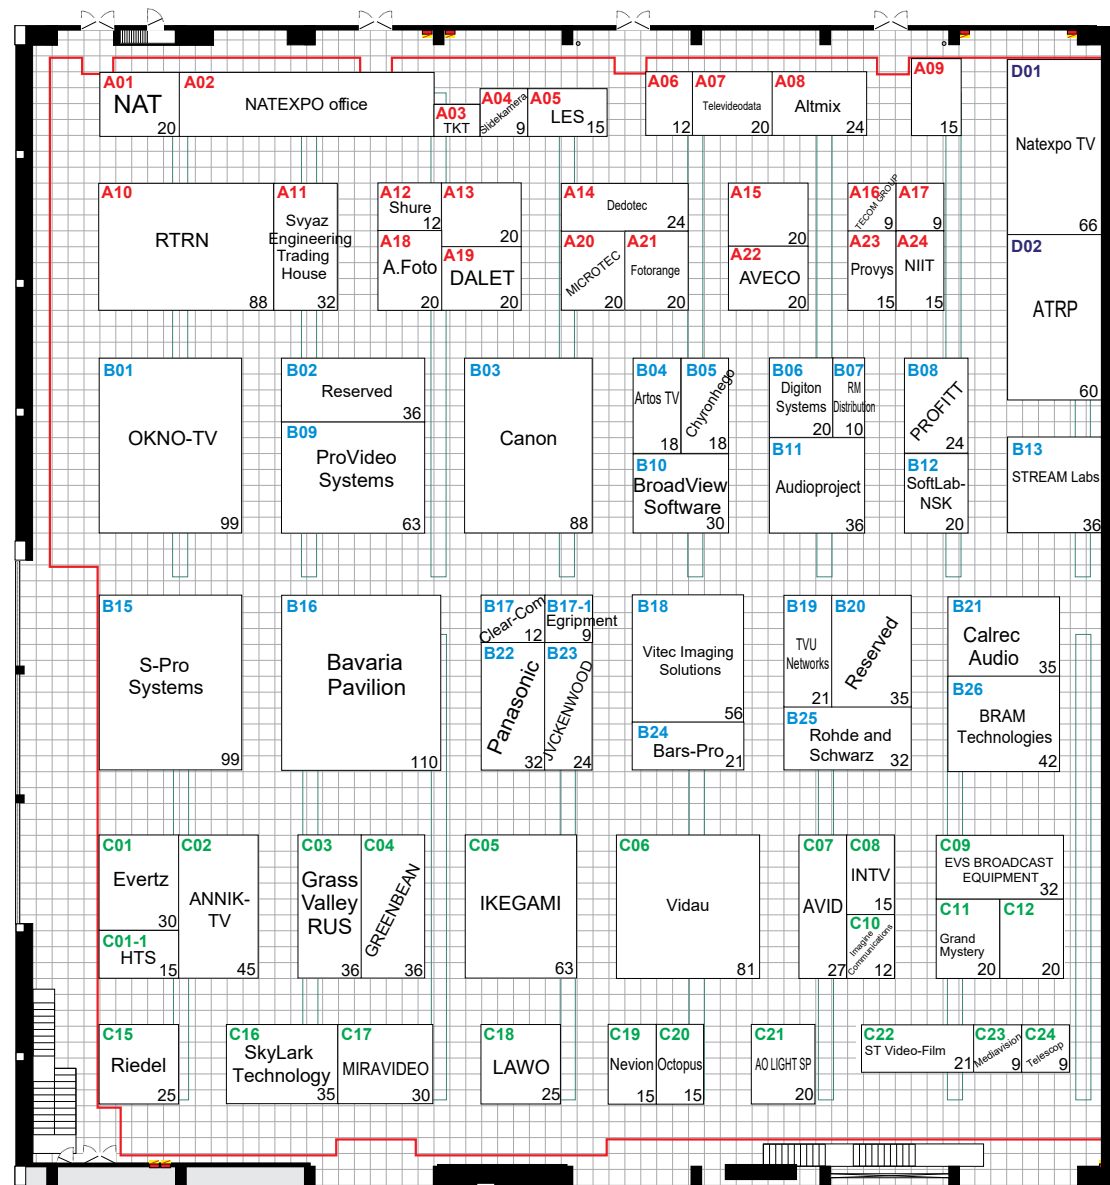 A01
NAT
20
A02
NATEXPO office
A03
TKT
A04
Slidekamera
9
A05
LES
15
A06
12
A07
Televideodata
20
A08
Altmix
24
A09
15
D01
Natexpo TV
66
A10
RTRN
88
A11
Svyaz
Engineering
Trading
House
32
A12
Shure
12
A13
20
A14
Dedotec
24
A15
20
A16
TECOM GROUP
9
A17
9
A18
A.Foto
20
A19
DALET
20
A20
MICROTEC
20
A21
Fotorange
20
A22
AVECO
20
A23
Provys
15
A24
NIIT
15
D02
ATRP
60
B01
OKNO-TV
99
B02
Reserved
36
B03
Canon
88
B04
Artos TV
18
B05
Chyronhego
18
B06
Digiton
Systems
20
B07
RM
Distribution
10
B08
PROFITT
24
B09
ProVideo
Systems
63
B10
BroadView
Software
30
B11
Audioproject
36
B12
SoftLab-
NSK
20
B13
STREAM Labs
36
B15
S-Pro
Systems
99
B16
Bavaria
Pavilion
110
B17
Clear-Com
12
B17-1
Egripment
9
B18
Vitec Imaging
Solutions
56
B19
TVU
Networks
21
B20
Reserved
35
B21
Calrec
Audio
35
B22
Panasonic
32
B23
JVCKENWOOD
24
B24
Bars-Pro
21
B25
Rohde and
Schwarz
32
B26
BRAM
Technologies
42
C01
Evertz
30
C02
ANNIK-
TV
45
C03
Grass
Valley
RUS
36
C04
GREENBEAN
36
C05
IKEGAMI
63
C06
Vidau
81
C07
AVID
27
C08
INTV
15
C09
EVS BROADCAST
EQUIPMENT
32
C01-1
HTS
15
C10
Imagine
Communications
12
C11
Grand
Mystery
20
C12
20
C15
Riedel
25
C16
SkyLark
Technology
35
C17
MIRAVIDEO
30
C18
LAWO
25
C19
Nevion
15
C20
Octopus
15
C21
AO LIGHT SP
20
C22
ST Video-Film
21
C23
Mediavision
9
C24
Telescop
9